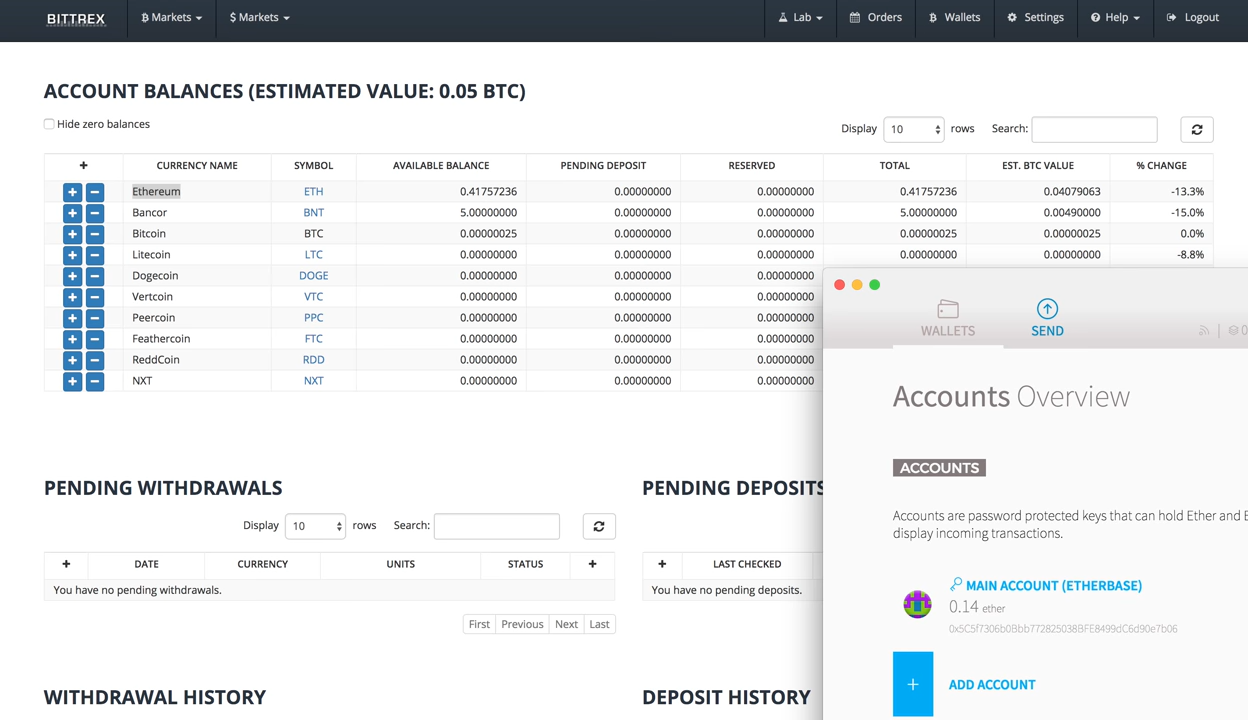 BITTREX
Ƀ Markets
$ Markets
Lab
Orders
Ƀ Wallets
Settings
Help
Logout
ACCOUNT BALANCES (ESTIMATED VALUE: 0.05 BTC)
Hide zero balances
Display 10 rows Search:
+ CURRENCY NAME SYMBOL AVAILABLE BALANCE PENDING DEPOSIT RESERVED TOTAL EST. BTC VALUE % CHANGE
+ - Ethereum ETH 0.41757236 0.00000000 0.00000000 0.41757236 0.04079063 -13.3%
+ - Bancor BNT 5.00000000 0.00000000 0.00000000 5.00000000 0.00490000 -15.0%
+ - Bitcoin BTC 0.00000025 0.00000000 0.00000000 0.00000025 0.00000025 0.0%
+ - Litecoin LTC 0.00000000 0.00000000 0.00000000 0.00000000 0.00000000 -8.8%
+ - Dogecoin DOGE 0.00000000 0.00000000 0.00000000
+ - Vertcoin VTC 0.00000000 0.00000000 0.00000000
+ - Peercoin PPC 0.00000000 0.00000000 0.00000000
+ - Feathercoin FTC 0.00000000 0.00000000 0.00000000
+ - ReddCoin RDD 0.00000000 0.00000000 0.00000000
+ - NXT NXT 0.00000000 0.00000000 0.00000000
PENDING WITHDRAWALS
Display 10 rows Search:
+ DATE CURRENCY UNITS STATUS +
You have no pending withdrawals.
First Previous Next Last
PENDING DEPOSITS
+ LAST CHECKED
You have no pending deposits.
WITHDRAWAL HISTORY
DEPOSIT HISTORY
WALLETS
SEND
| 0
Accounts Overview
ACCOUNTS
Accounts are password protected keys that can hold Ether and E
display incoming transactions.
MAIN ACCOUNT (ETHERBASE)
0.14 ether
0x5C5f7306b0Bbb772825038BFE8499dC6d90e7b06
+ ADD ACCOUNT